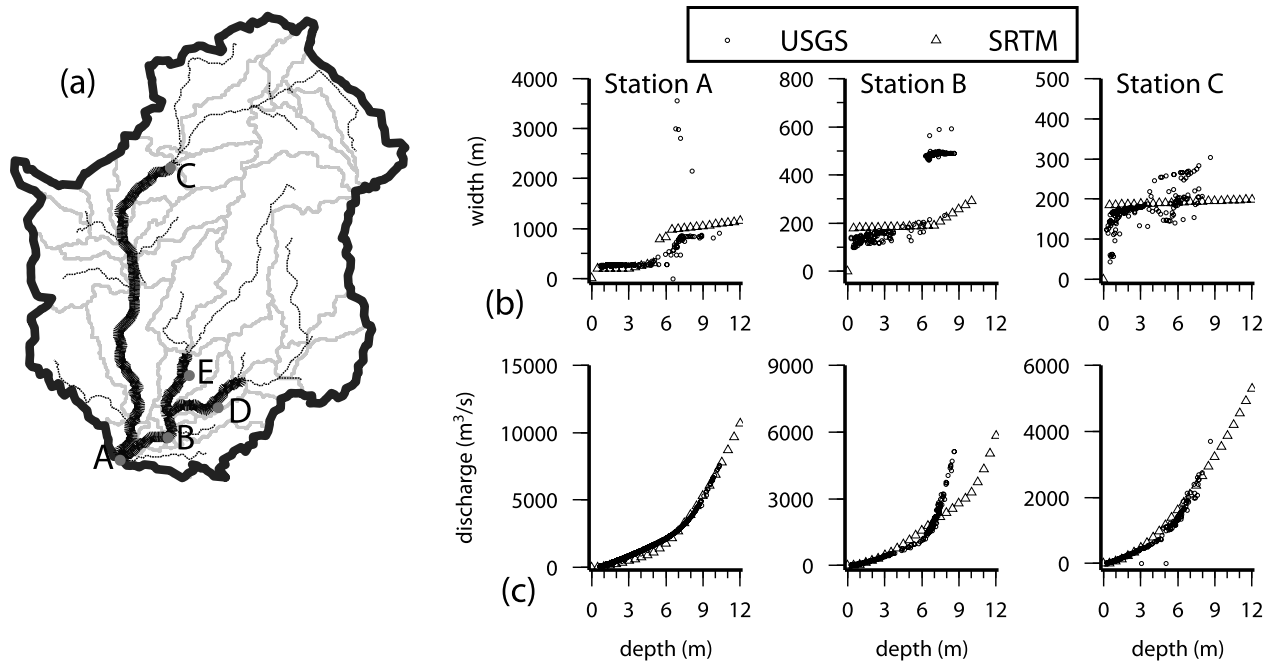 USGS SRTM
(a)
C
E
D
B
A
Station A Station B Station C
width (m)
4000 800 500
3000 600 400
2000 400 300
1000 200 200
0 0 100
0
0 3 6 9 12 0 3 6 9 12 0 3 6 9 12
(b)
discharge (m³/s)
15000 9000 6000
10000 6000 4000
5000 3000 2000
0 0 0
0 3 6 9 12 0 3 6 9 12 0 3 6 9 12
(c)
depth (m) depth (m) depth (m)